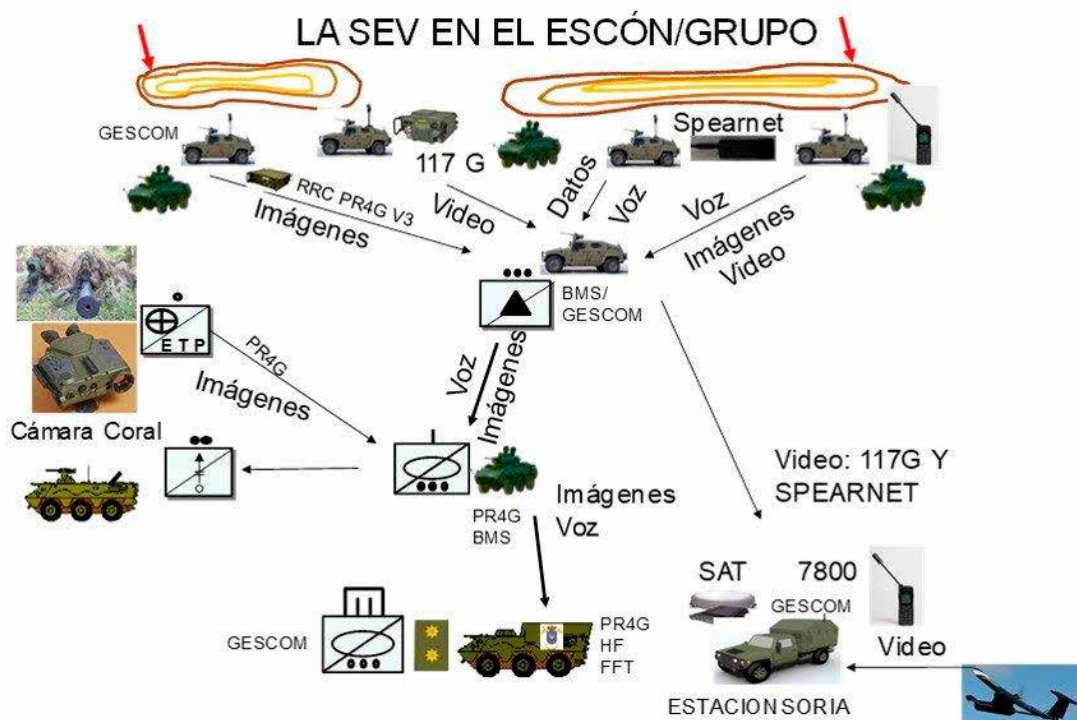 LA SEV EN EL ESCÓN/GRUPO
GESCOM
117 G
Spearnet
RRC PR4G V3
Imágenes
Video
Datos
Voz
Voz
Imágenes
Video
BMS/
GESCOM
ETP
PR4G
Imágenes
Voz
Imágenes
Cámara Coral
PR4G
BMS
Imágenes
Voz
Video: 117G Y
SPEARNET
SAT
7800
GESCOM
Video
ESTACION SORIA
GESCOM
PR4G
HF
FFT